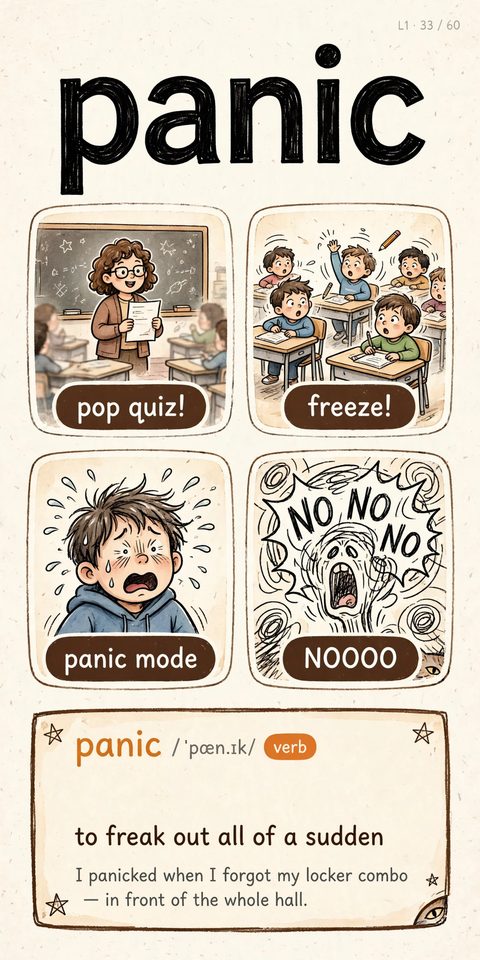 L1 · 33 / 60
panic
pop quiz!
freeze!
panic mode
NO NO NO
NOOOO
panic /ˈpœn.ɪk/ verb
to freak out all of a sudden
I panicked when I forgot my locker combo
— in front of the whole hall.